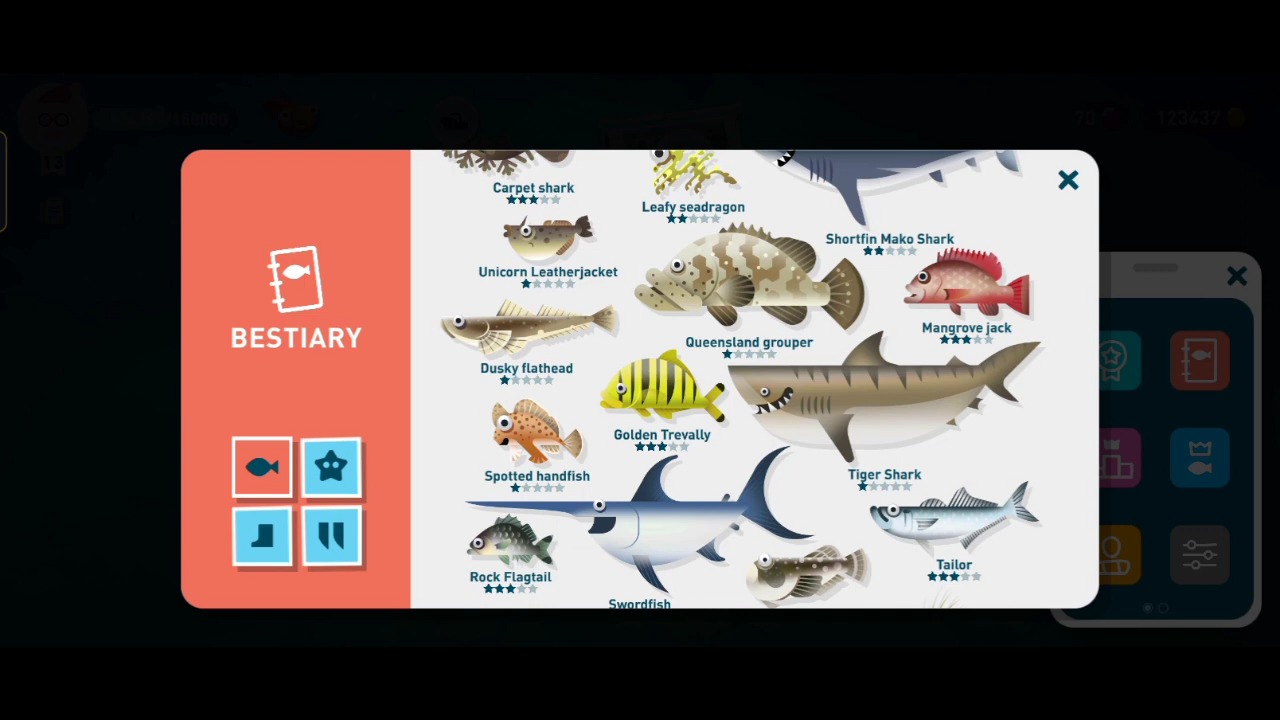 123437
BESTIARY
Carpet shark
Leafy seadragon
Shortfin Mako Shark
Unicorn Leatherjacket
Mangrove jack
Queensland grouper
Dusky flathead
Golden Trevally
Spotted handfish
Tiger Shark
Rock Flagtail
Tailor
Swordfish